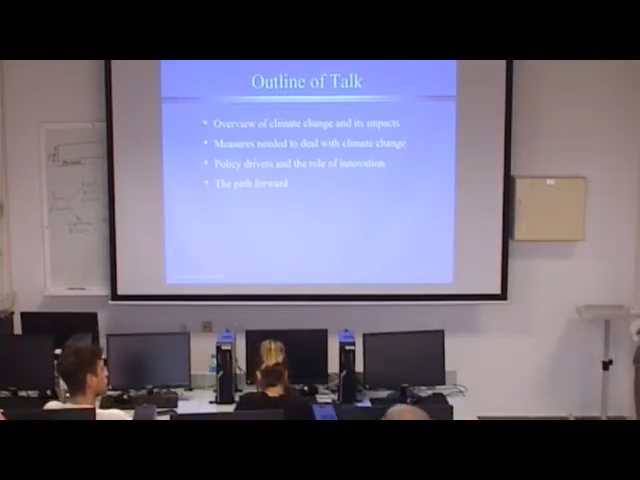 Outline of Talk
• Overview of climate change and its impacts
• Measures needed to deal with climate change
• Policy drivers and the role of innovation
• The path forward